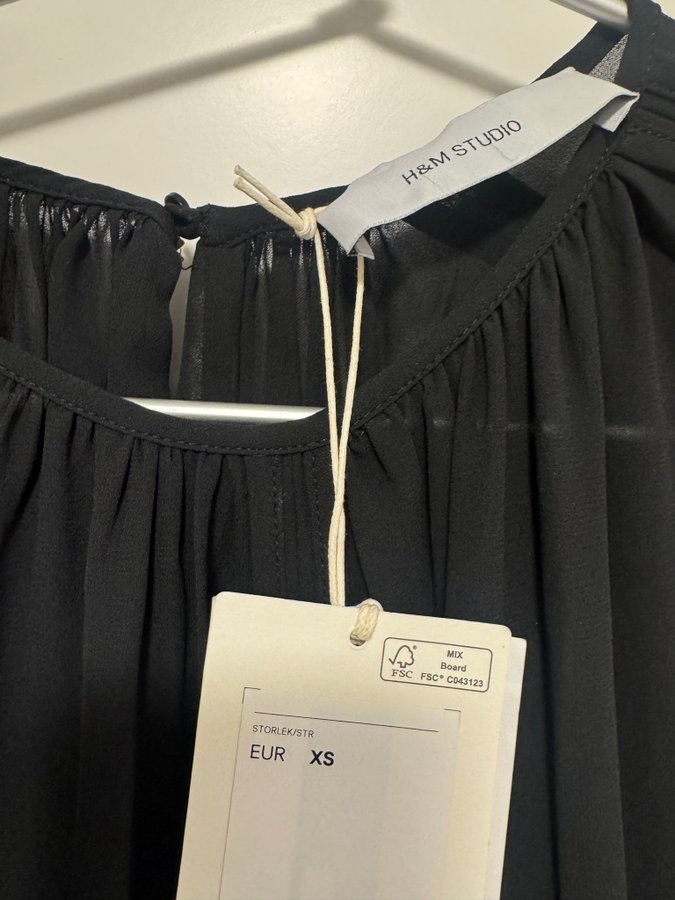 H&M STUDIO
MIX
Board
FSC
FSC® C043123
STORLEK/STR
EUR XS